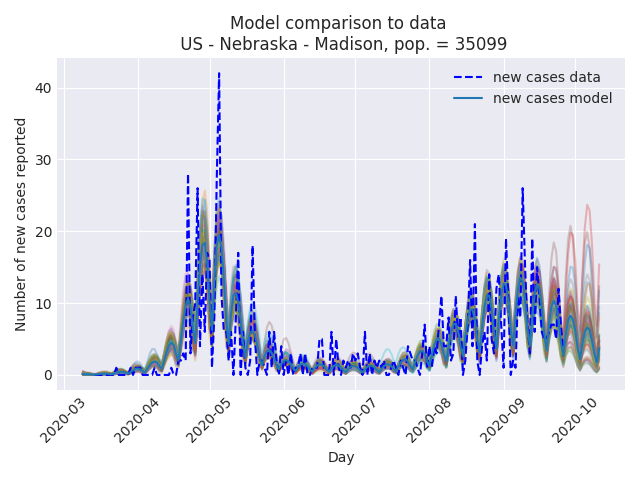 Model comparison to data
US - Nebraska - Madison, pop. = 35099
new cases data
new cases model
Number of new cases reported
40
30
20
10
0
2020-03
2020-04
2020-05
2020-06
2020-07
2020-08
2020-09
2020-10
Day